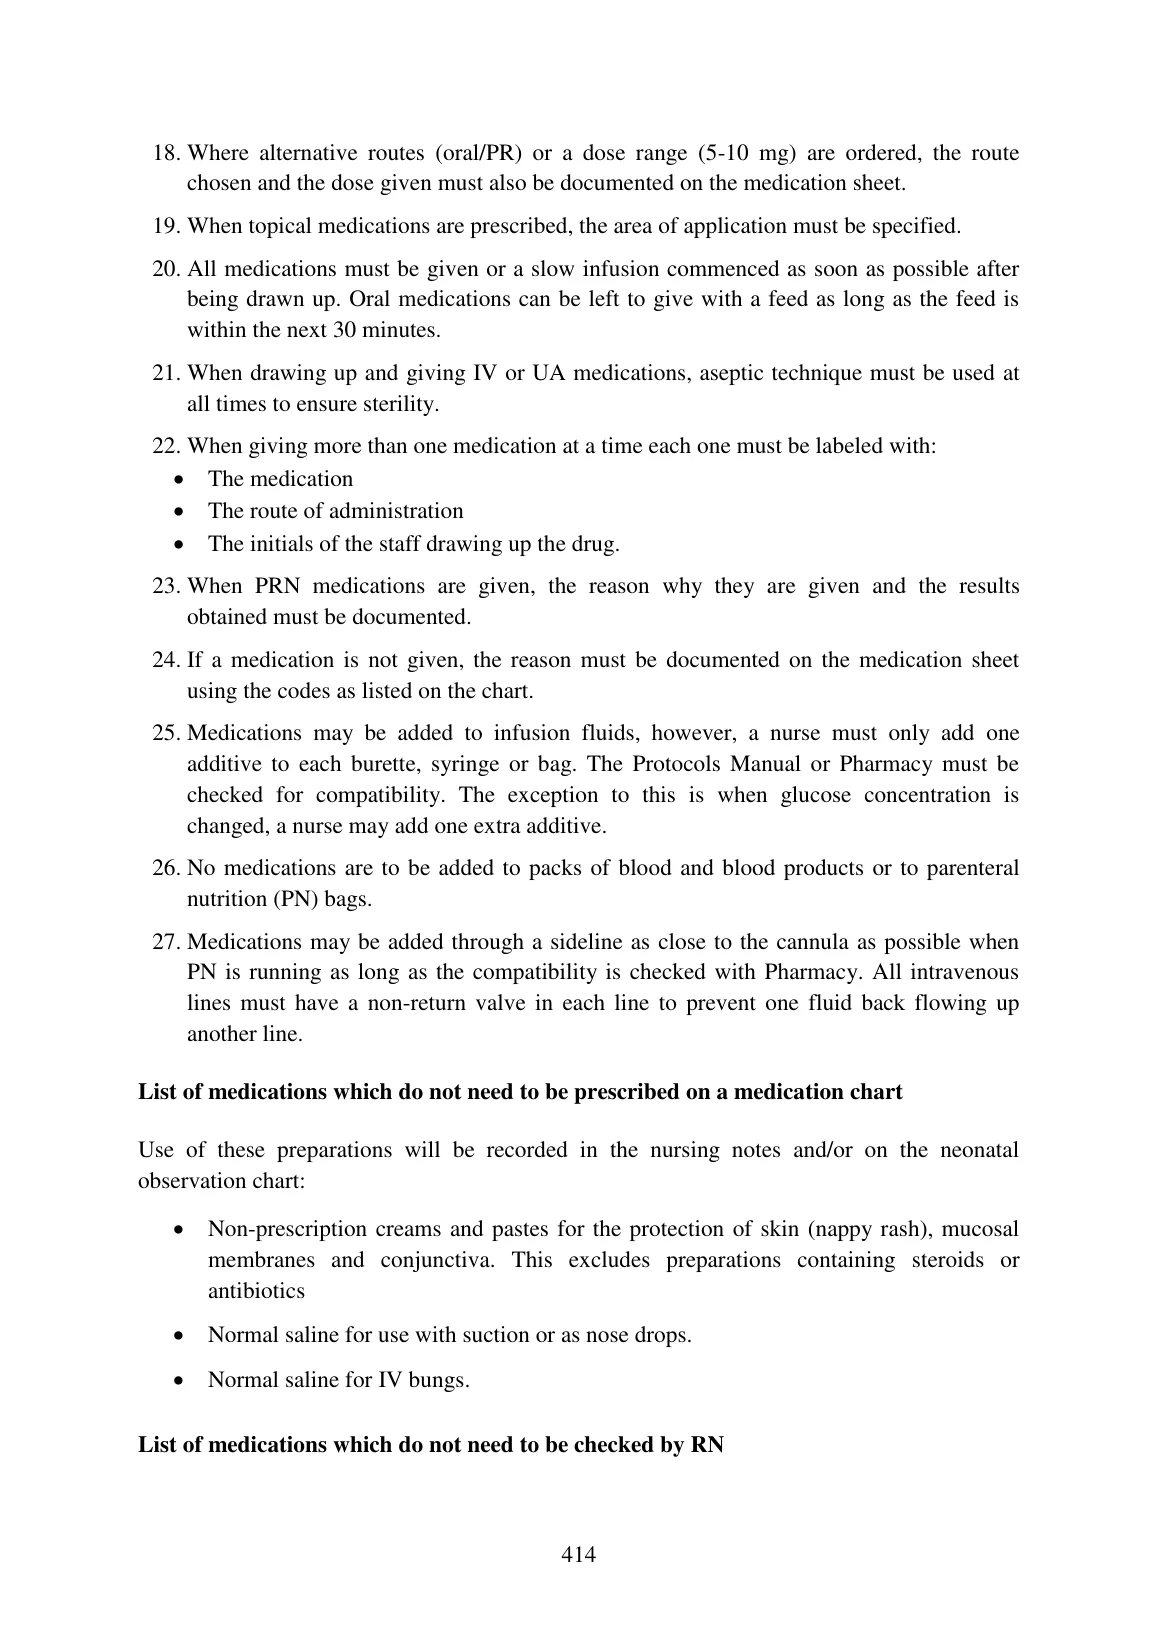 18. Where alternative routes (oral/PR) or a dose range (5-10 mg) are ordered, the route
chosen and the dose given must also be documented on the medication sheet.
19. When topical medications are prescribed, the area of application must be specified.
20. All medications must be given or a slow infusion commenced as soon as possible after
being drawn up. Oral medications can be left to give with a feed as long as the feed is
within the next 30 minutes.
21. When drawing up and giving IV or UA medications, aseptic technique must be used at
all times to ensure sterility.
22. When giving more than one medication at a time each one must be labeled with:
• The medication
• The route of administration
• The initials of the staff drawing up the drug.
23. When PRN medications are given, the reason why they are given and the results
obtained must be documented.
24. If a medication is not given, the reason must be documented on the medication sheet
using the codes as listed on the chart.
25. Medications may be added to infusion fluids, however, a nurse must only add one
additive to each burette, syringe or bag. The Protocols Manual or Pharmacy must be
checked for compatibility. The exception to this is when glucose concentration is
changed, a nurse may add one extra additive.
26. No medications are to be added to packs of blood and blood products or to parenteral
nutrition (PN) bags.
27. Medications may be added through a sideline as close to the cannula as possible when
PN is running as long as the compatibility is checked with Pharmacy. All intravenous
lines must have a non-return valve in each line to prevent one fluid back flowing up
another line.
List of medications which do not need to be prescribed on a medication chart
Use of these preparations will be recorded in the nursing notes and/or on the neonatal
observation chart:
• Non-prescription creams and pastes for the protection of skin (nappy rash), mucosal
membranes and conjunctiva. This excludes preparations containing steroids or
antibiotics
• Normal saline for use with suction or as nose drops.
• Normal saline for IV bungs.
List of medications which do not need to be checked by RN
414